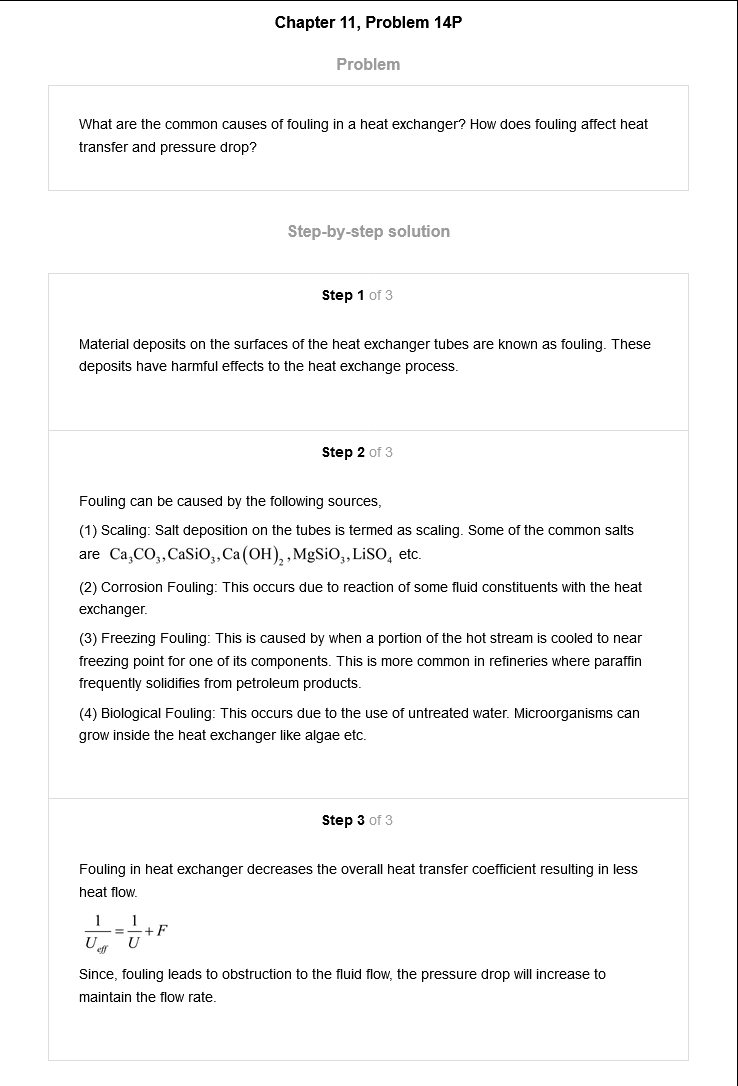 Chapter 11, Problem 14P
Problem
What are the common causes of fouling in a heat exchanger? How does fouling affect heat
transfer and pressure drop?
Step-by-step solution
Step 1 of 3
Material deposits on the surfaces of the heat exchanger tubes are known as fouling. These
deposits have harmful effects to the heat exchange process.
Step 2 of 3
Fouling can be caused by the following sources,
(1) Scaling: Salt deposition on the tubes is termed as scaling. Some of the common salts
are Ca₃CO₃, CaSiO₃, Ca(OH)₂, MgSiO₃, LiSO₄ etc.
(2) Corrosion Fouling: This occurs due to reaction of some fluid constituents with the heat
exchanger.
(3) Freezing Fouling: This is caused by when a portion of the hot stream is cooled to near
freezing point for one of its components. This is more common in refineries where paraffin
frequently solidifies from petroleum products.
(4) Biological Fouling: This occurs due to the use of untreated water. Microorganisms can
grow inside the heat exchanger like algae etc.
Step 3 of 3
Fouling in heat exchanger decreases the overall heat transfer coefficient resulting in less
heat flow.
1/U_eff = 1/U + F
Since, fouling leads to obstruction to the fluid flow, the pressure drop will increase to
maintain the flow rate.